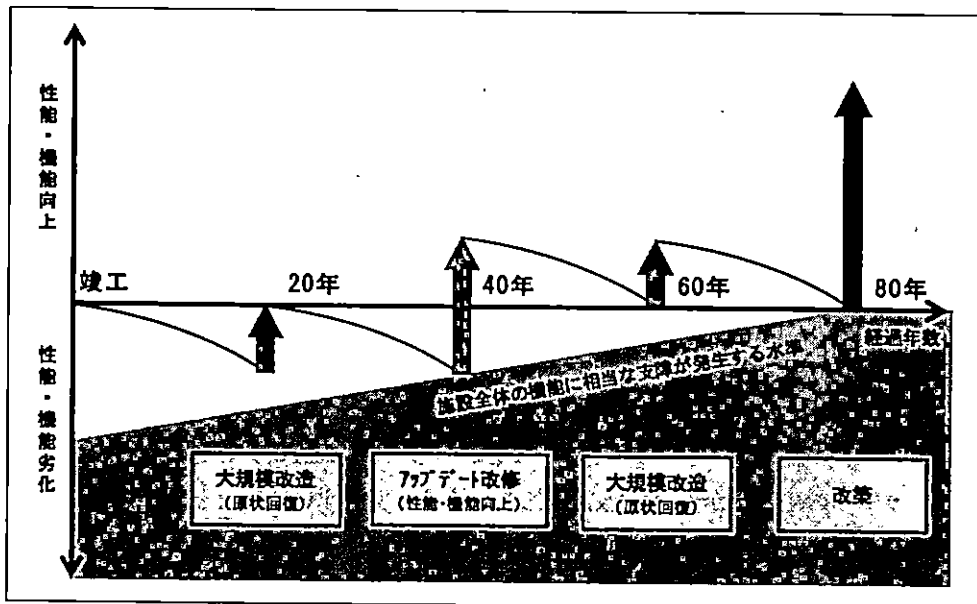 性能・機能向上
竣工
20年
40年
60年
80年
経過年数
性能・機能劣化
施設全体の機能に相当な支障が発生する水準
大規模改造
(原状回復)
アップデート改修
(性能・機能向上)
大規模改造
(原状回復)
改築